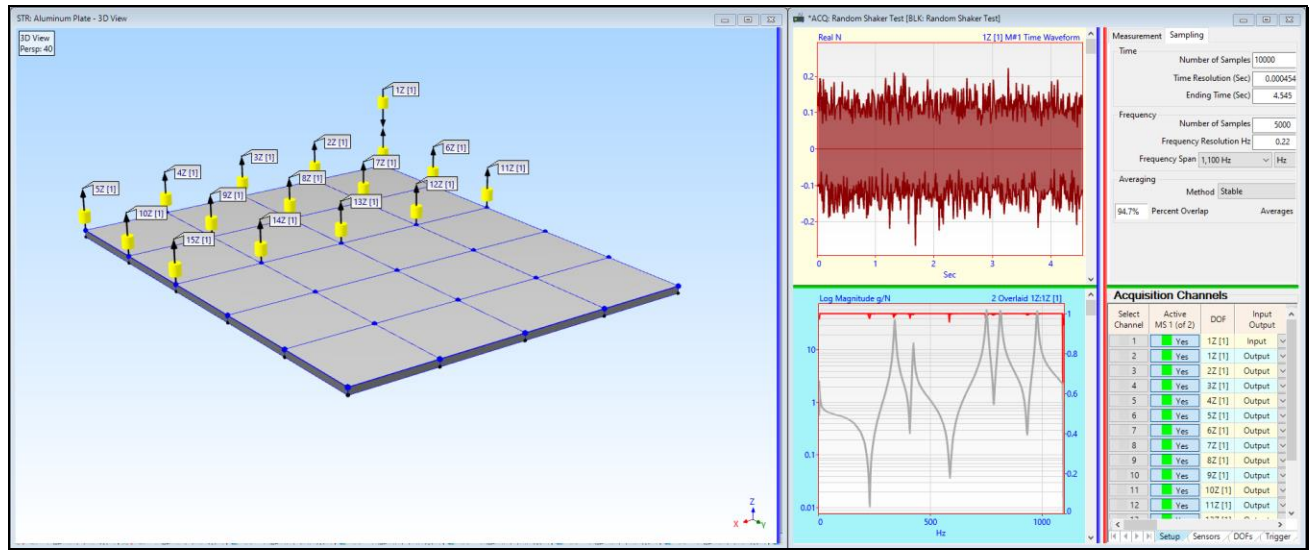 STR: Aluminum Plate - 3D View
3D View
Persp: 40
1Z [1]
2Z [1]
6Z [1]
3Z [1]
7Z [1]
11Z [1]
4Z [1]
8Z [1]
12Z [1]
5Z [1]
9Z [1]
13Z [1]
10Z [1]
14Z [1]
15Z [1]
Z
X
Y
*ACQ: Random Shaker Test [BLK: Random Shaker Test]
Real N 1Z [1] M#1 Time Waveform
0.2
0.1
0
-0.1
-0.2
0 1 2 3 4
Sec
Log Magnitude g/N 2 Overlaid 1Z:1Z [1]
10
1
0.1
0.01
1
0.8
0.6
0.4
0.2
0
0 500 1000
Hz
Measurement Sampling
Time
Number of Samples 10000
Time Resolution (Sec) 0.000454
Ending Time (Sec) 4.545
Frequency
Number of Samples 5000
Frequency Resolution Hz 0.22
Frequency Span 1,100 Hz Hz
Averaging
Method Stable
94.7% Percent Overlap Averages
Acquisition Channels
Select Channel Active MS 1 (of 2) DOF Input Output
1 Yes 1Z [1] Input
2 Yes 1Z [1] Output
3 Yes 2Z [1] Output
4 Yes 3Z [1] Output
5 Yes 4Z [1] Output
6 Yes 5Z [1] Output
7 Yes 6Z [1] Output
8 Yes 7Z [1] Output
9 Yes 8Z [1] Output
10 Yes 9Z [1] Output
11 Yes 10Z [1] Output
12 Yes 11Z [1] Output
Setup Sensors DOFs Trigger